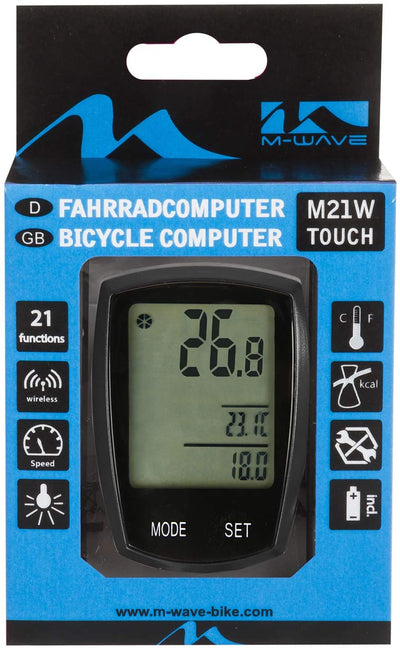 M-WAVE
D FAHRRADCOMPUTER
GB BICYCLE COMPUTER
M21W
TOUCH
21
functions
wireless
Speed
C F
kcal
incl.
26.8
23.1C
18.0
MODE SET
www.m-wave-bike.com